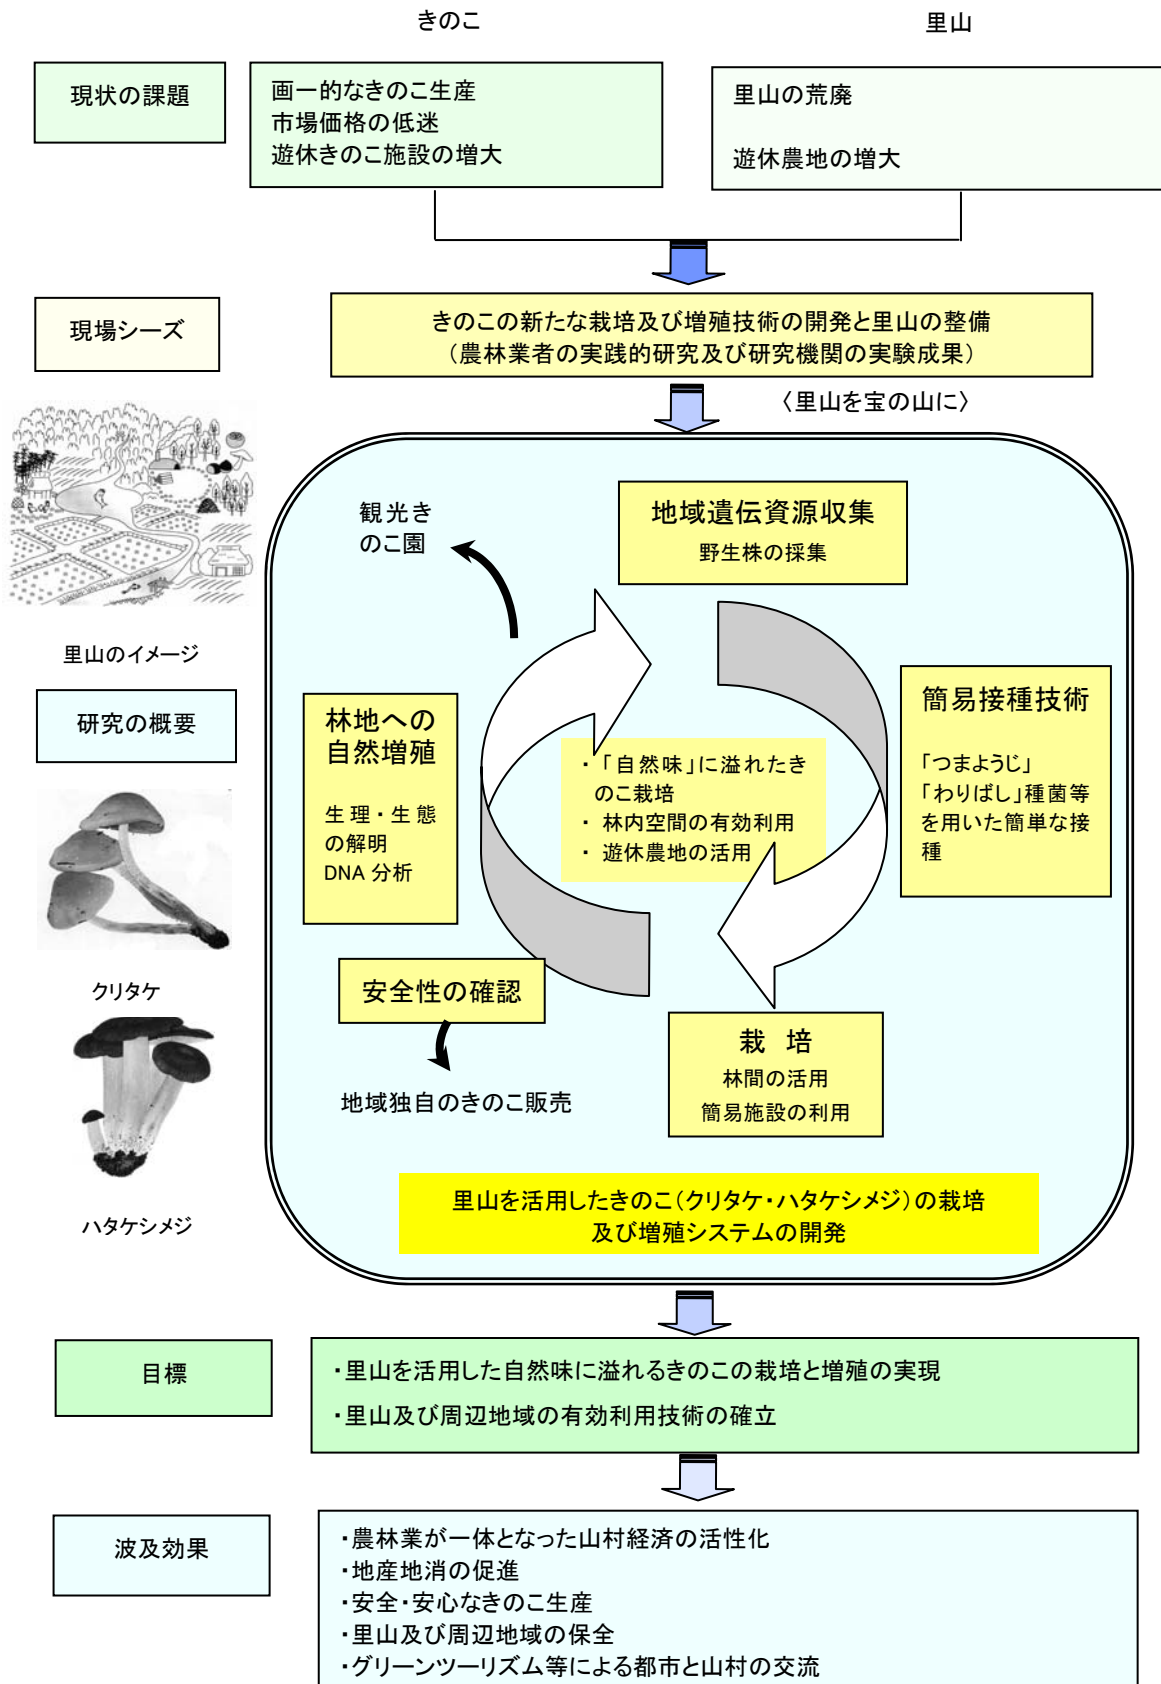 きのこ
里山
現状の課題
画一的なきのこ生産
市場価格の低迷
遊休きのこ施設の増大
里山の荒廃
遊休農地の増大
現場シーズ
きのこの新たな栽培及び増殖技術の開発と里山の整備
（農林業者の実践的研究及び研究機関の実験成果）
〈里山を宝の山に〉
里山のイメージ
研究の概要
クリタケ
ハタケシメジ
観光き
のこ園
地域遺伝資源収集
野生株の採集
簡易接種技術
「つまようじ」
「わりばし」種菌等
を用いた簡単な接
種
林地への
自然増殖
生理・生態
の解明
DNA 分析
・「自然味」に溢れたき
のこ栽培
・ 林内空間の有効利用
・ 遊休農地の活用
安全性の確認
地域独自のきのこ販売
栽 培
林間の活用
簡易施設の利用
里山を活用したきのこ（クリタケ・ハタケシメジ）の栽培
及び増殖システムの開発
目標
・里山を活用した自然味に溢れるきのこの栽培と増殖の実現
・里山及び周辺地域の有効利用技術の確立
波及効果
・農林業が一体となった山村経済の活性化
・地産地消の促進
・安全・安心なきのこ生産
・里山及び周辺地域の保全
・グリーンツーリズム等による都市と山村の交流